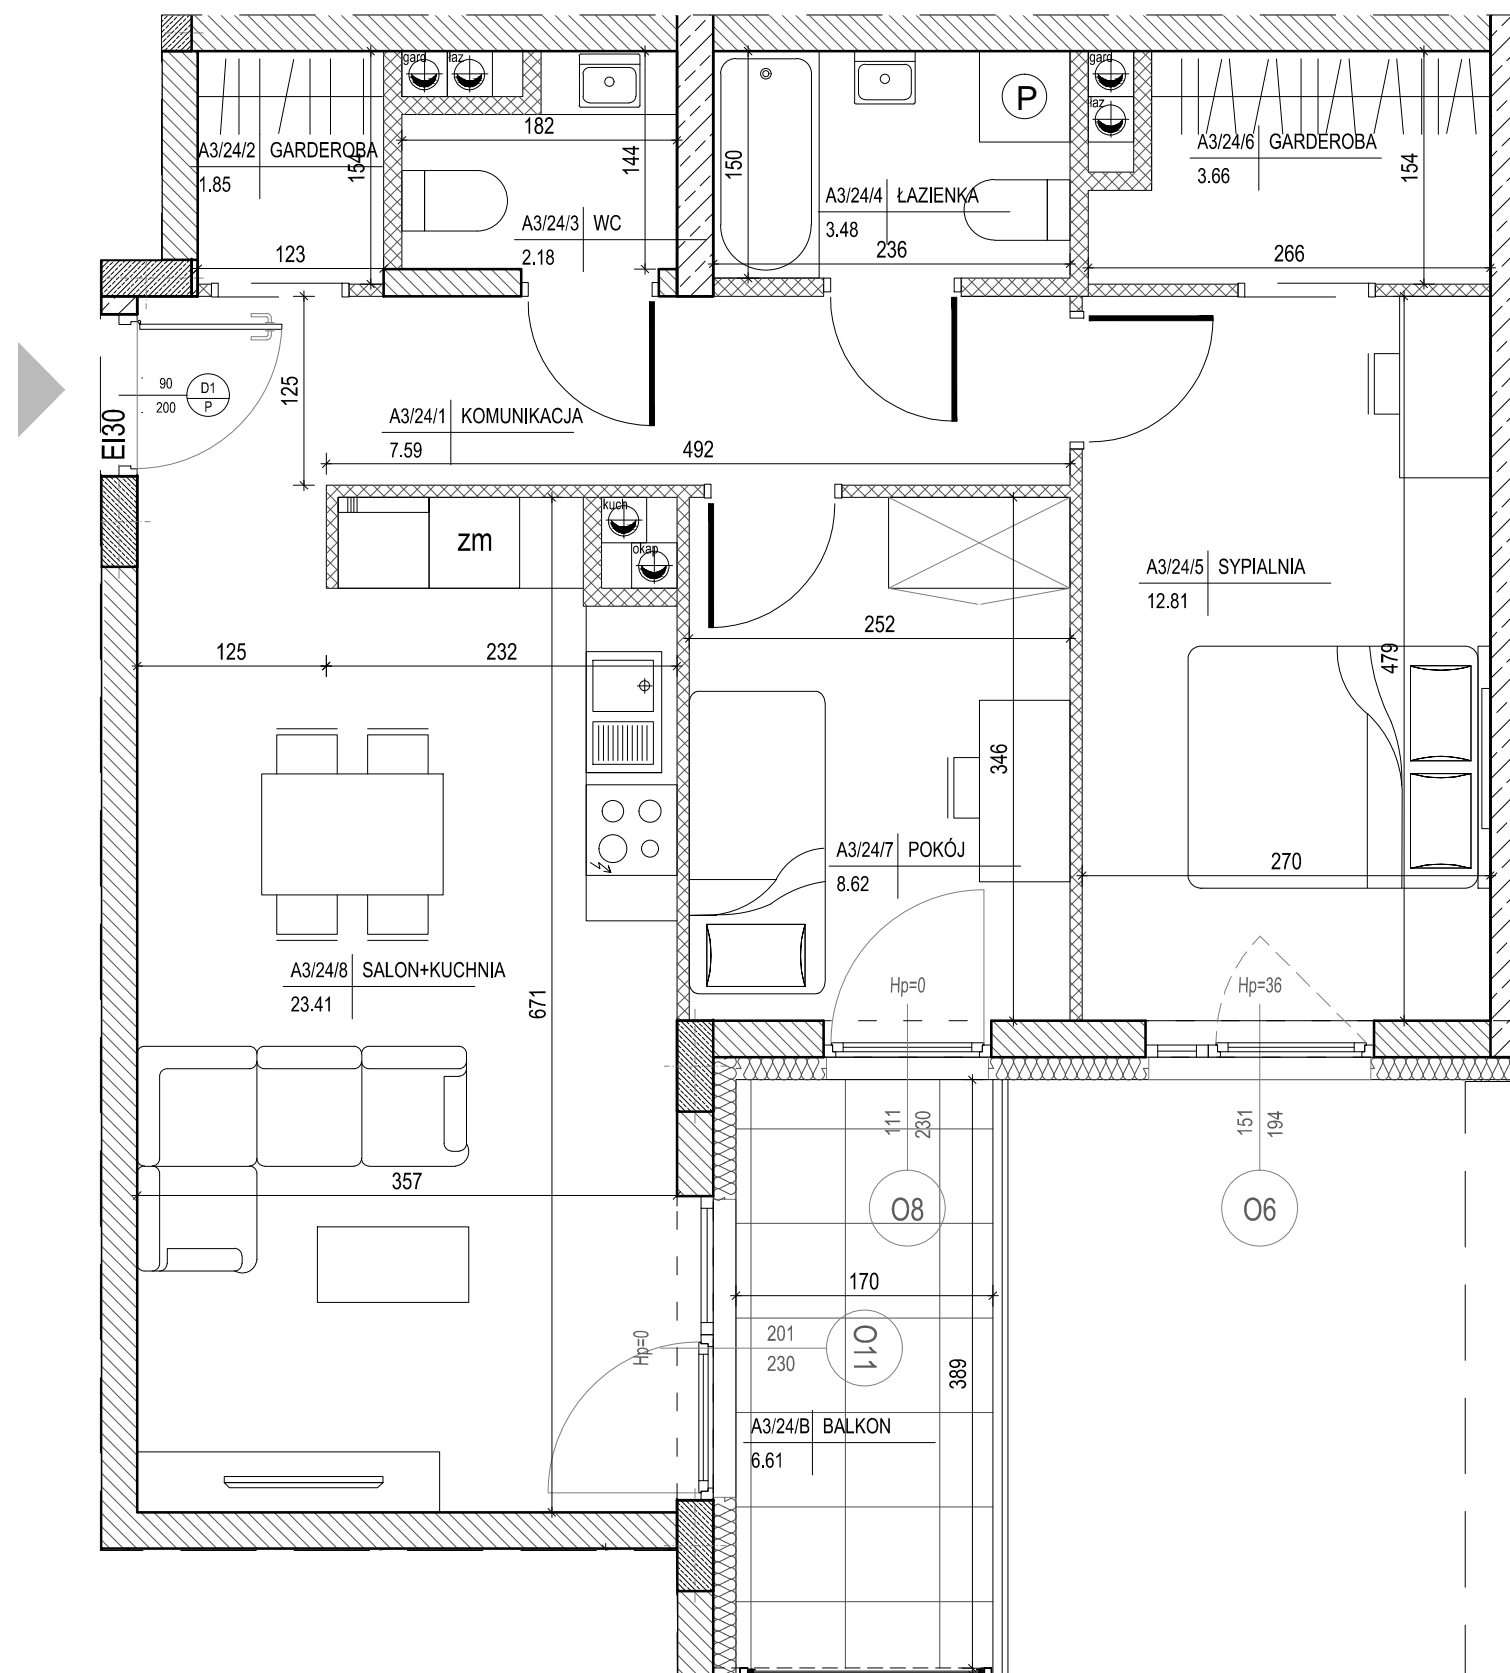 gard
łaz
182
144
A3/24/2 GARDEROBA
1.85
154
123
A3/24/3 WC
2.18
150
P
A3/24/4 ŁAZIENKA
3.48
236
gard
łaz
A3/24/6 GARDEROBA
3.66
154
266
90
200
D1
P
EI30
125
A3/24/1 KOMUNIKACJA
7.59
492
zm
kuch
okap
125
232
252
A3/24/5 SYPIALNIA
12.81
479
346
270
A3/24/7 POKÓJ
8.62
A3/24/8 SALON+KUCHNIA
23.41
671
Hp=0
Hp=36
111
230
151
194
O8
O6
357
170
Hp=0
201
230
O11
389
A3/24/B BALKON
6.61